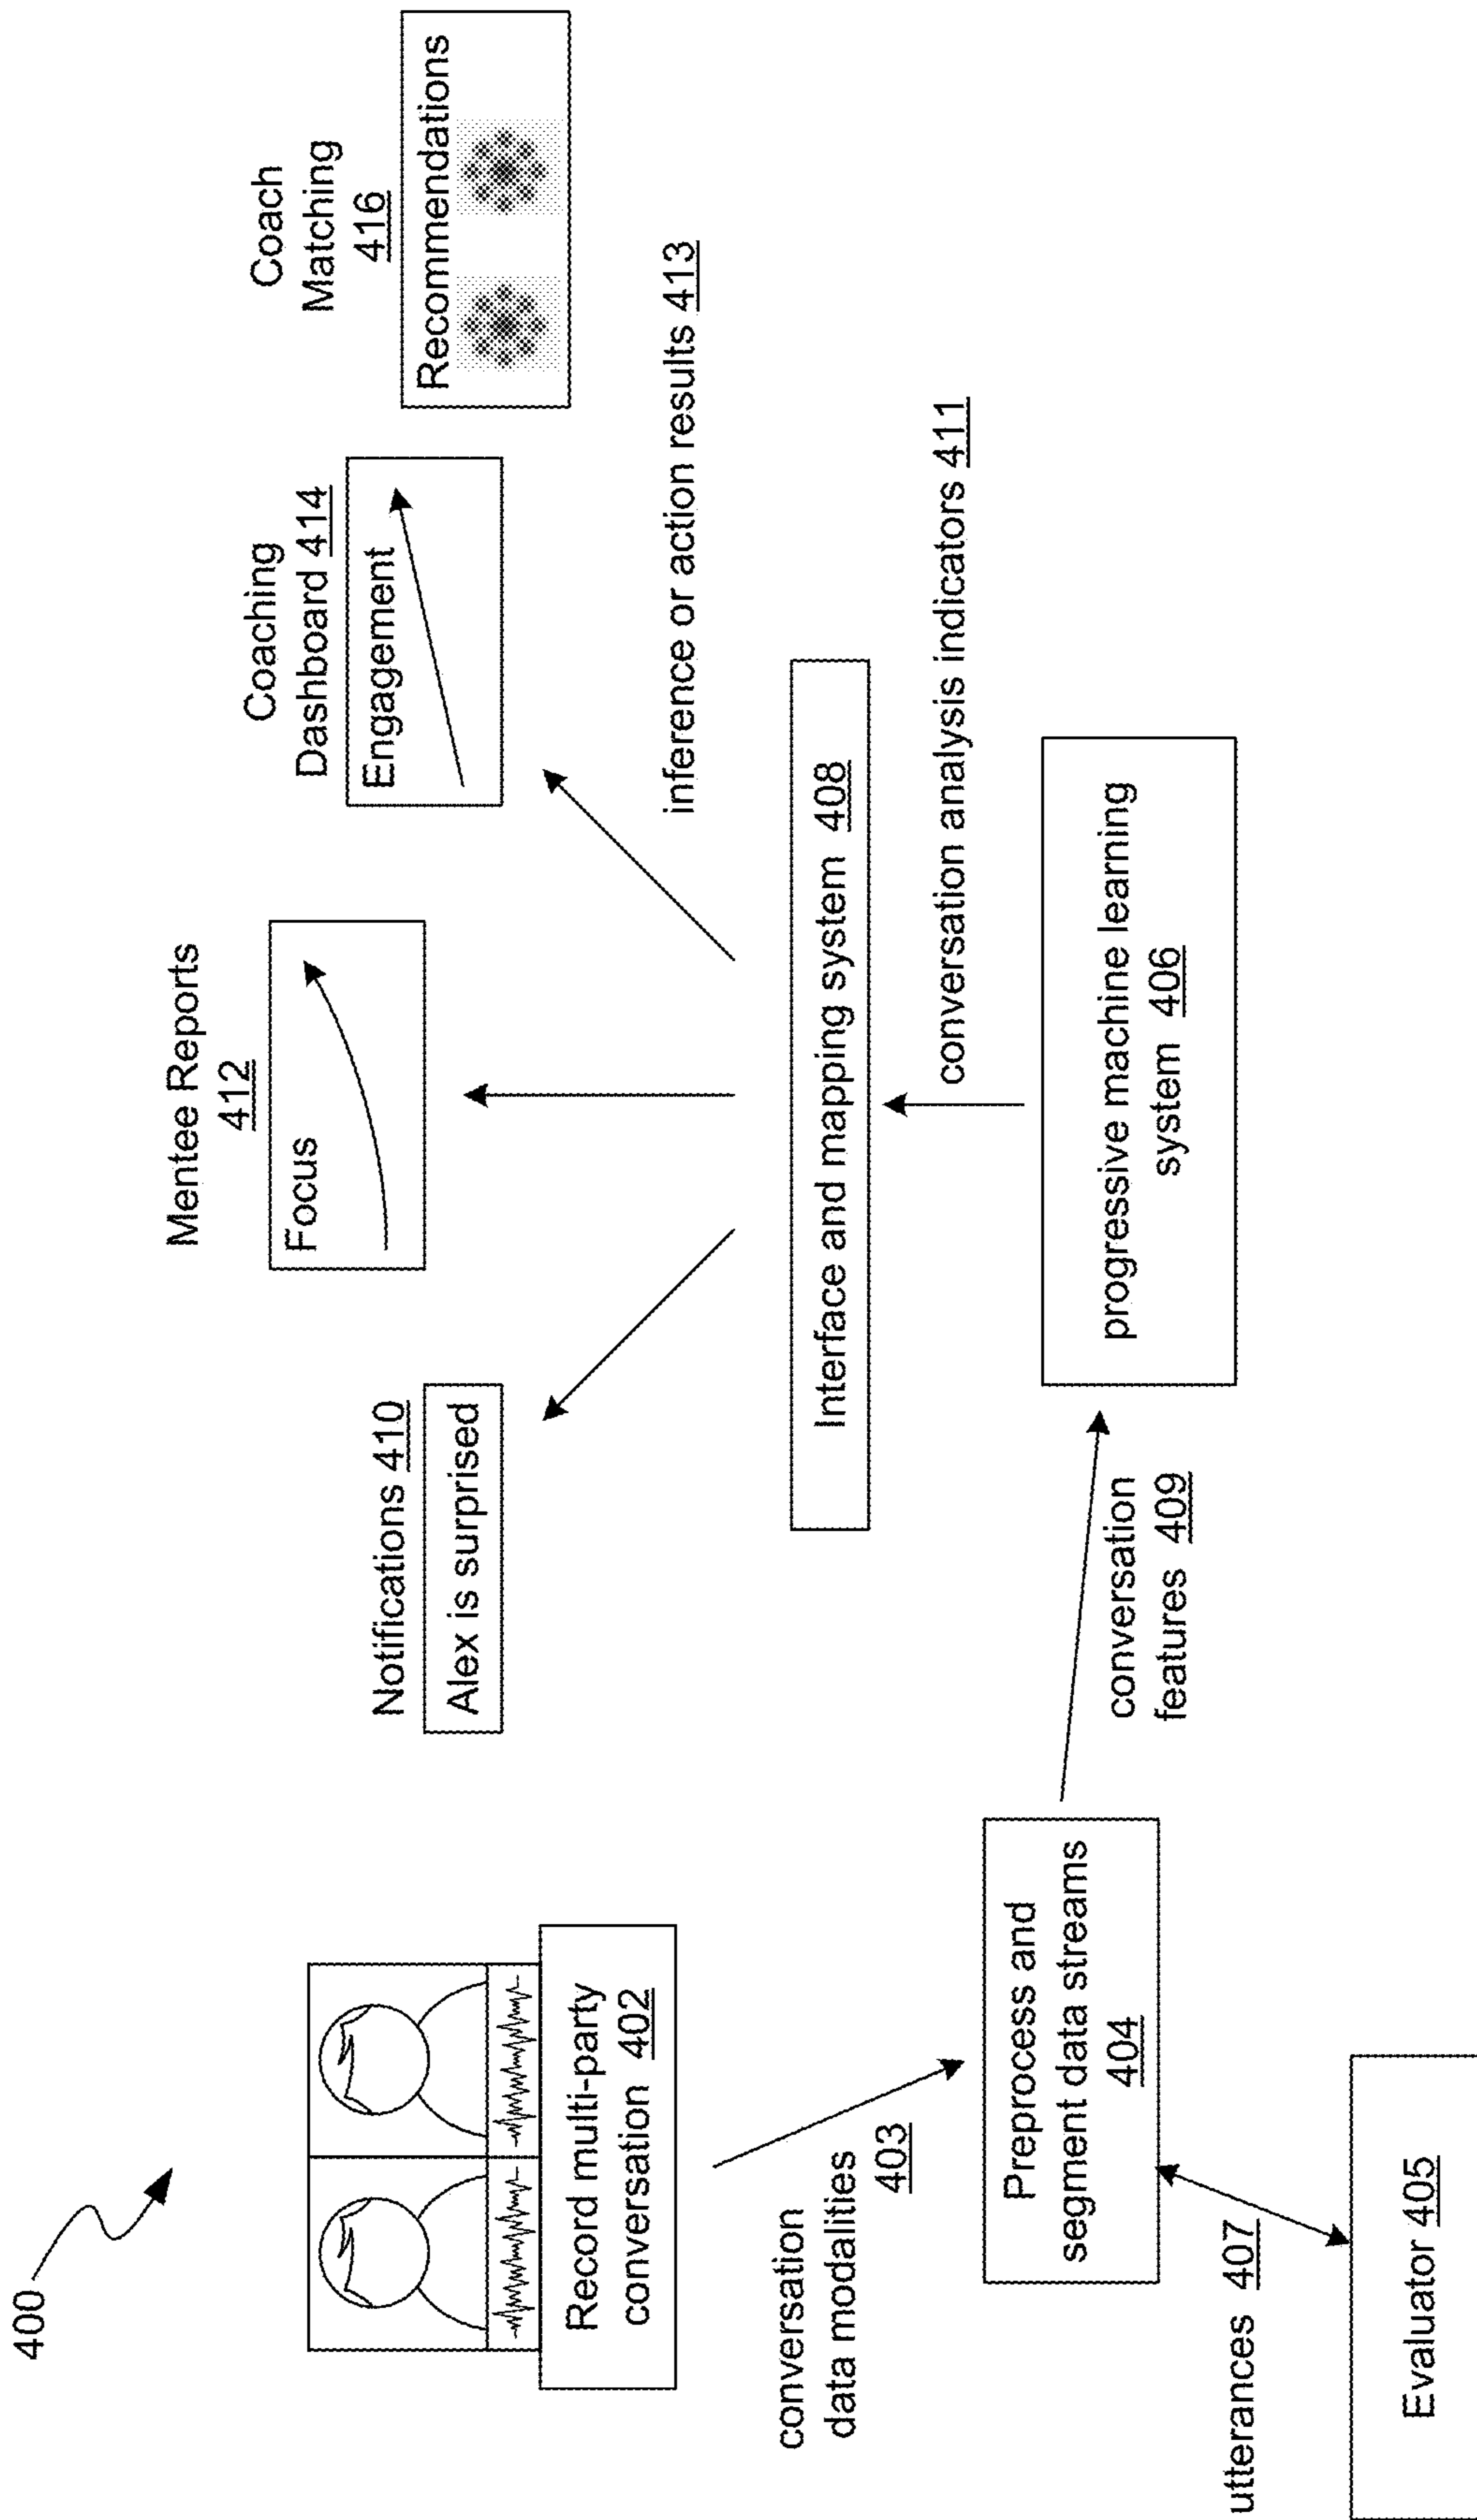 400
Record multi-party
conversation 402
conversation
data modalities
403
Preprocess and
segment data streams
404
utterances 407
Evaluator 405
conversation
features 409
progressive machine learning
system 406
conversation analysis indicators 411
Interface and mapping system 408
inference or action results 413
Notifications 410
Alex is surprised
Mentee Reports
412
Focus
Coaching
Dashboard 414
Engagement
Coach
Matching
416
Recommendations